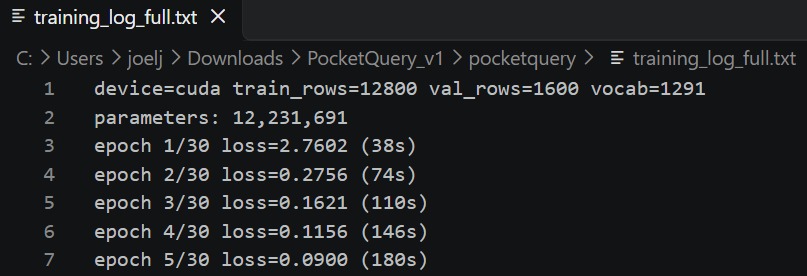 training_log_full.txt
C: > Users > joelj > Downloads > PocketQuery_v1 > pocketquery > training_log_full.txt
1 device=cuda train_rows=12800 val_rows=1600 vocab=1291
2 parameters: 12,231,691
3 epoch 1/30 loss=2.7602 (38s)
4 epoch 2/30 loss=0.2756 (74s)
5 epoch 3/30 loss=0.1621 (110s)
6 epoch 4/30 loss=0.1156 (146s)
7 epoch 5/30 loss=0.0900 (180s)